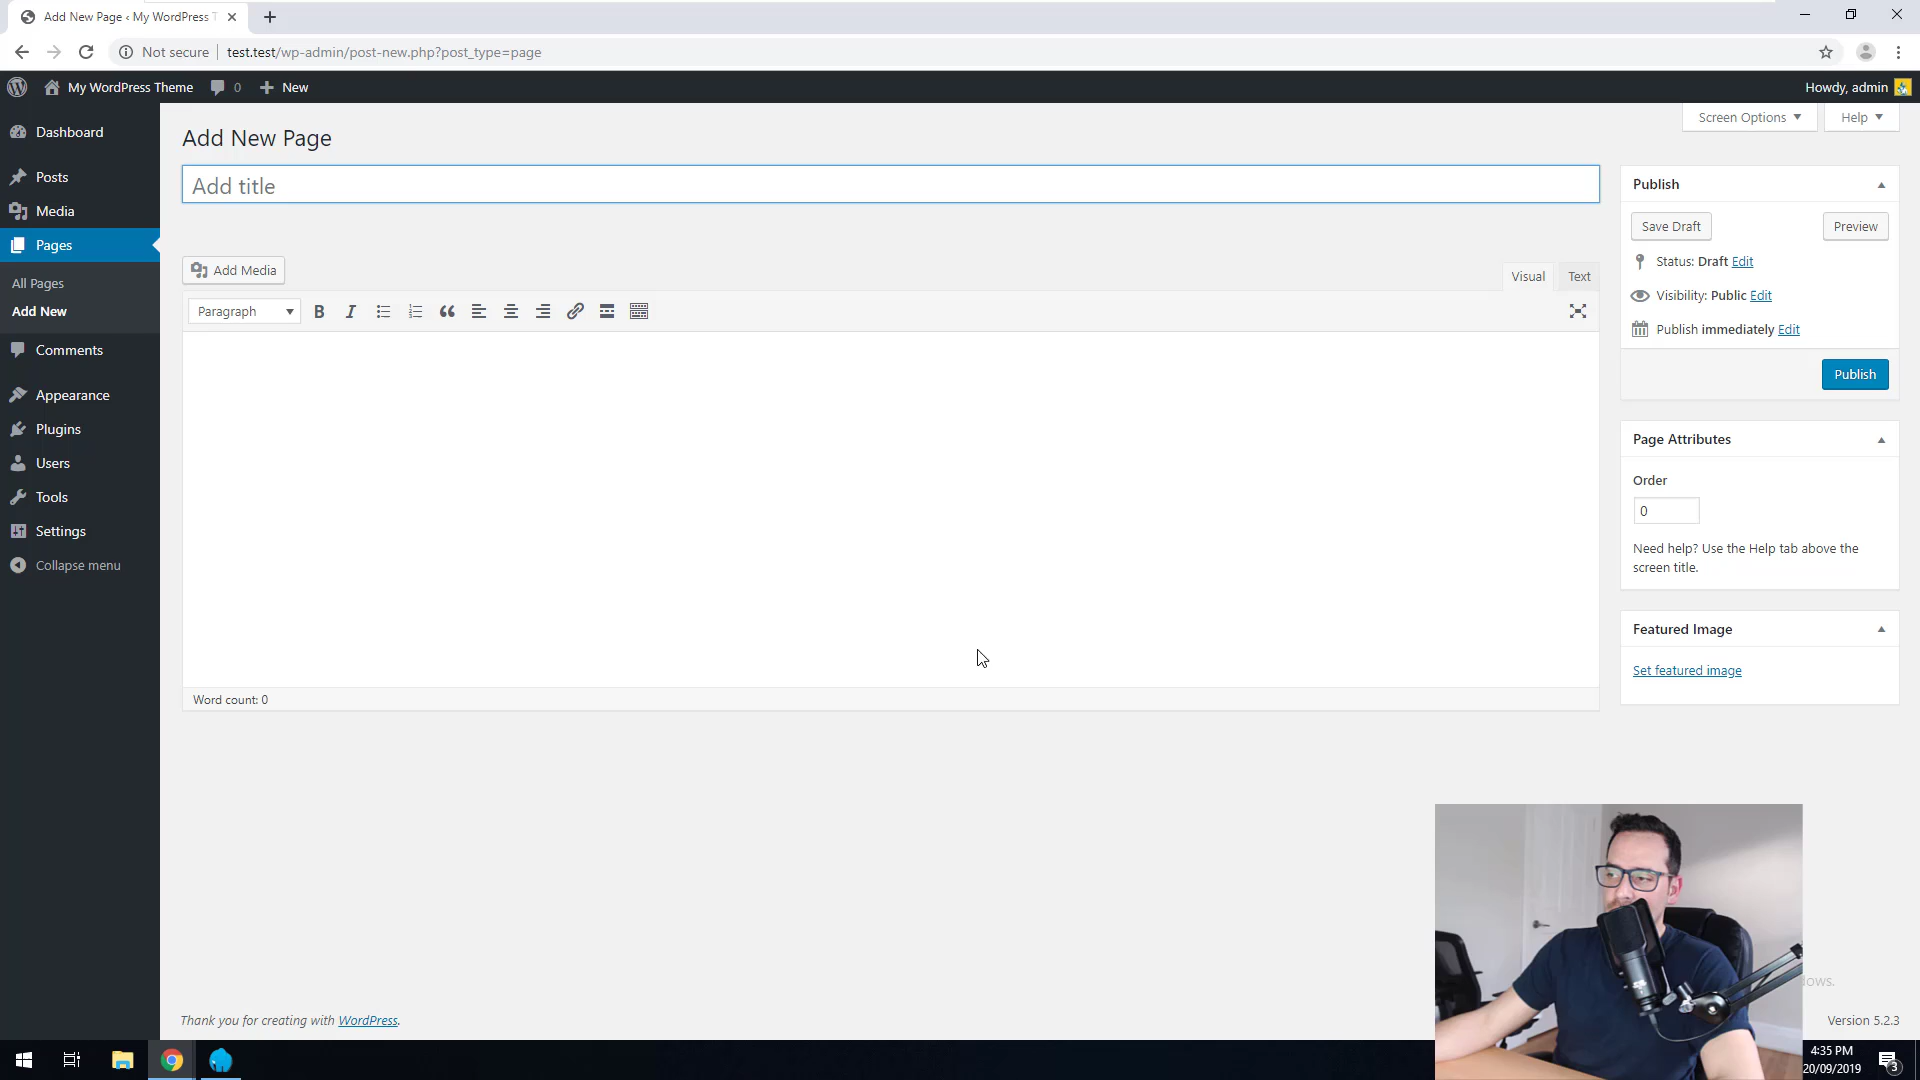 Add New Page ‹ My WordPress T
Not secure
test.test/wp-admin/post-new.php?post_type=page
My WordPress Theme
0
New
Howdy, admin
Dashboard
Posts
Media
Pages
All Pages
Add New
Comments
Appearance
Plugins
Users
Tools
Settings
Collapse menu
Screen Options
Help
Add New Page
Add title
Add Media
Visual
Text
Paragraph
B
I
Word count: 0
Publish
Save Draft
Preview
Status: Draft Edit
Visibility: Public Edit
Publish immediately Edit
Publish
Page Attributes
Order
0
Need help? Use the Help tab above the
screen title.
Featured Image
Set featured image
Thank you for creating with WordPress.
Version 5.2.3
4:35 PM
20/09/2019
3